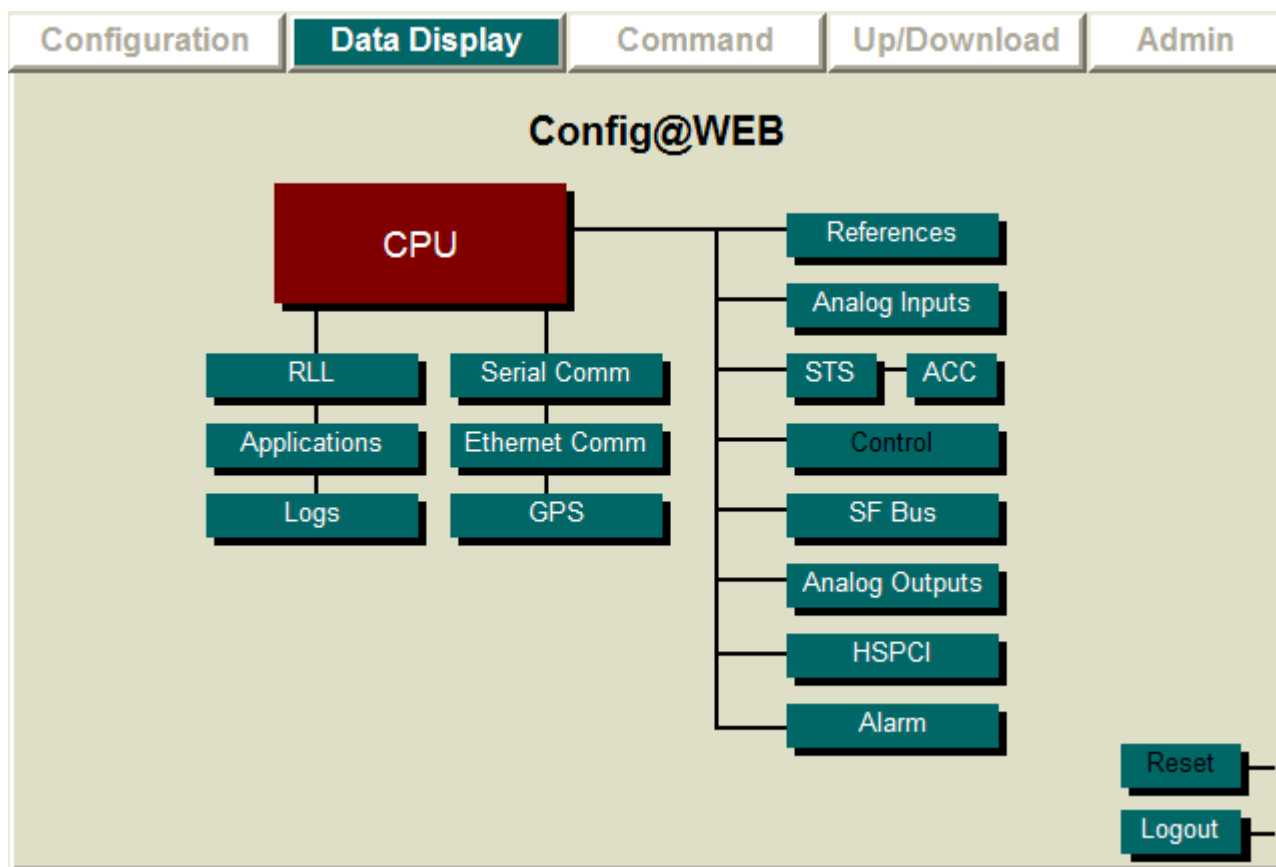 Configuration Data Display Command Up/Download Admin
Config@WEB
CPU
References
Analog Inputs
RLL Serial Comm STS ACC
Applications Ethernet Comm Control
Logs GPS SF Bus
Analog Outputs
HSPCI
Alarm
Reset
Logout